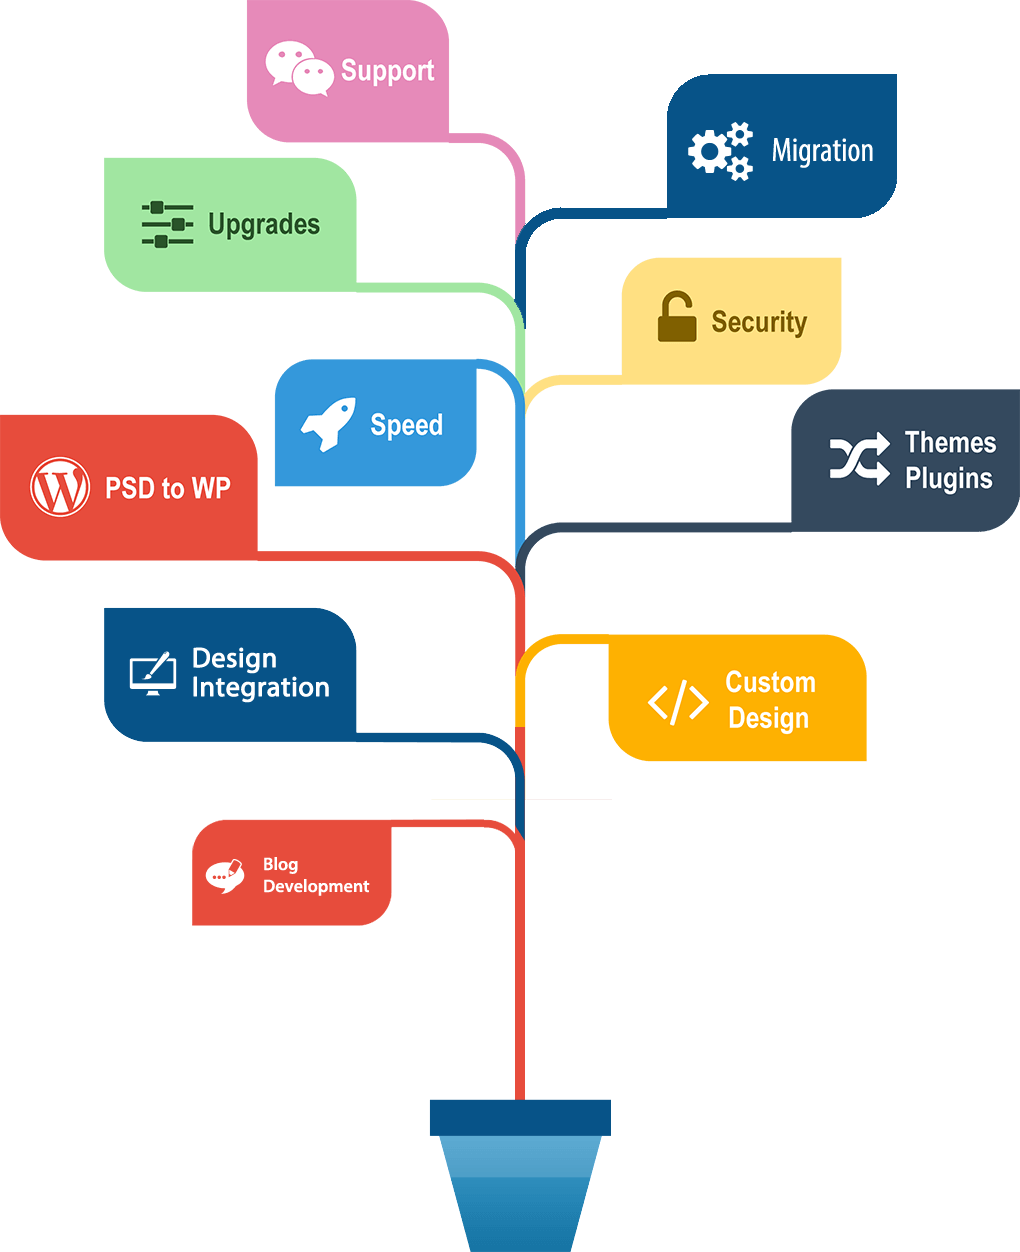 Support
Migration
Upgrades
Security
Speed
Themes
Plugins
PSD to WP
Design
Integration
Custom
Design
Blog
Development